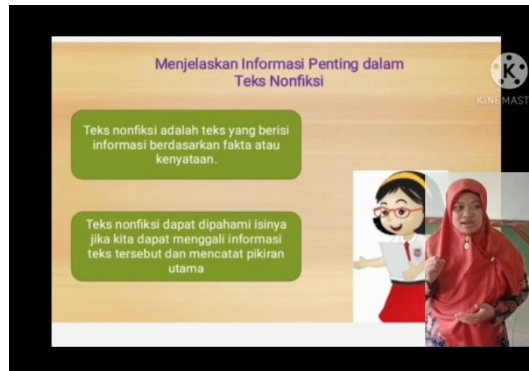 Menjelaskan Informasi Penting dalam
Teks Nonfiksi
K
KINEMAST
Teks nonfiksi adalah teks yang berisi
informasi berdasarkan fakta atau
kenyataan.
Teks nonfiksi dapat dipahami isinya
jika kita dapat menggali informasi
teks tersebut dan mencatat pikiran
utama